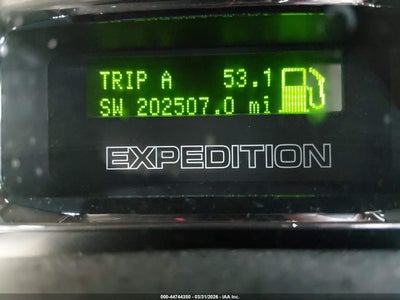 TRIP A 53.1
SW 202507.0 mi
EXPEDITION
000-44744350 - 03/31/2026 - IAA Inc.